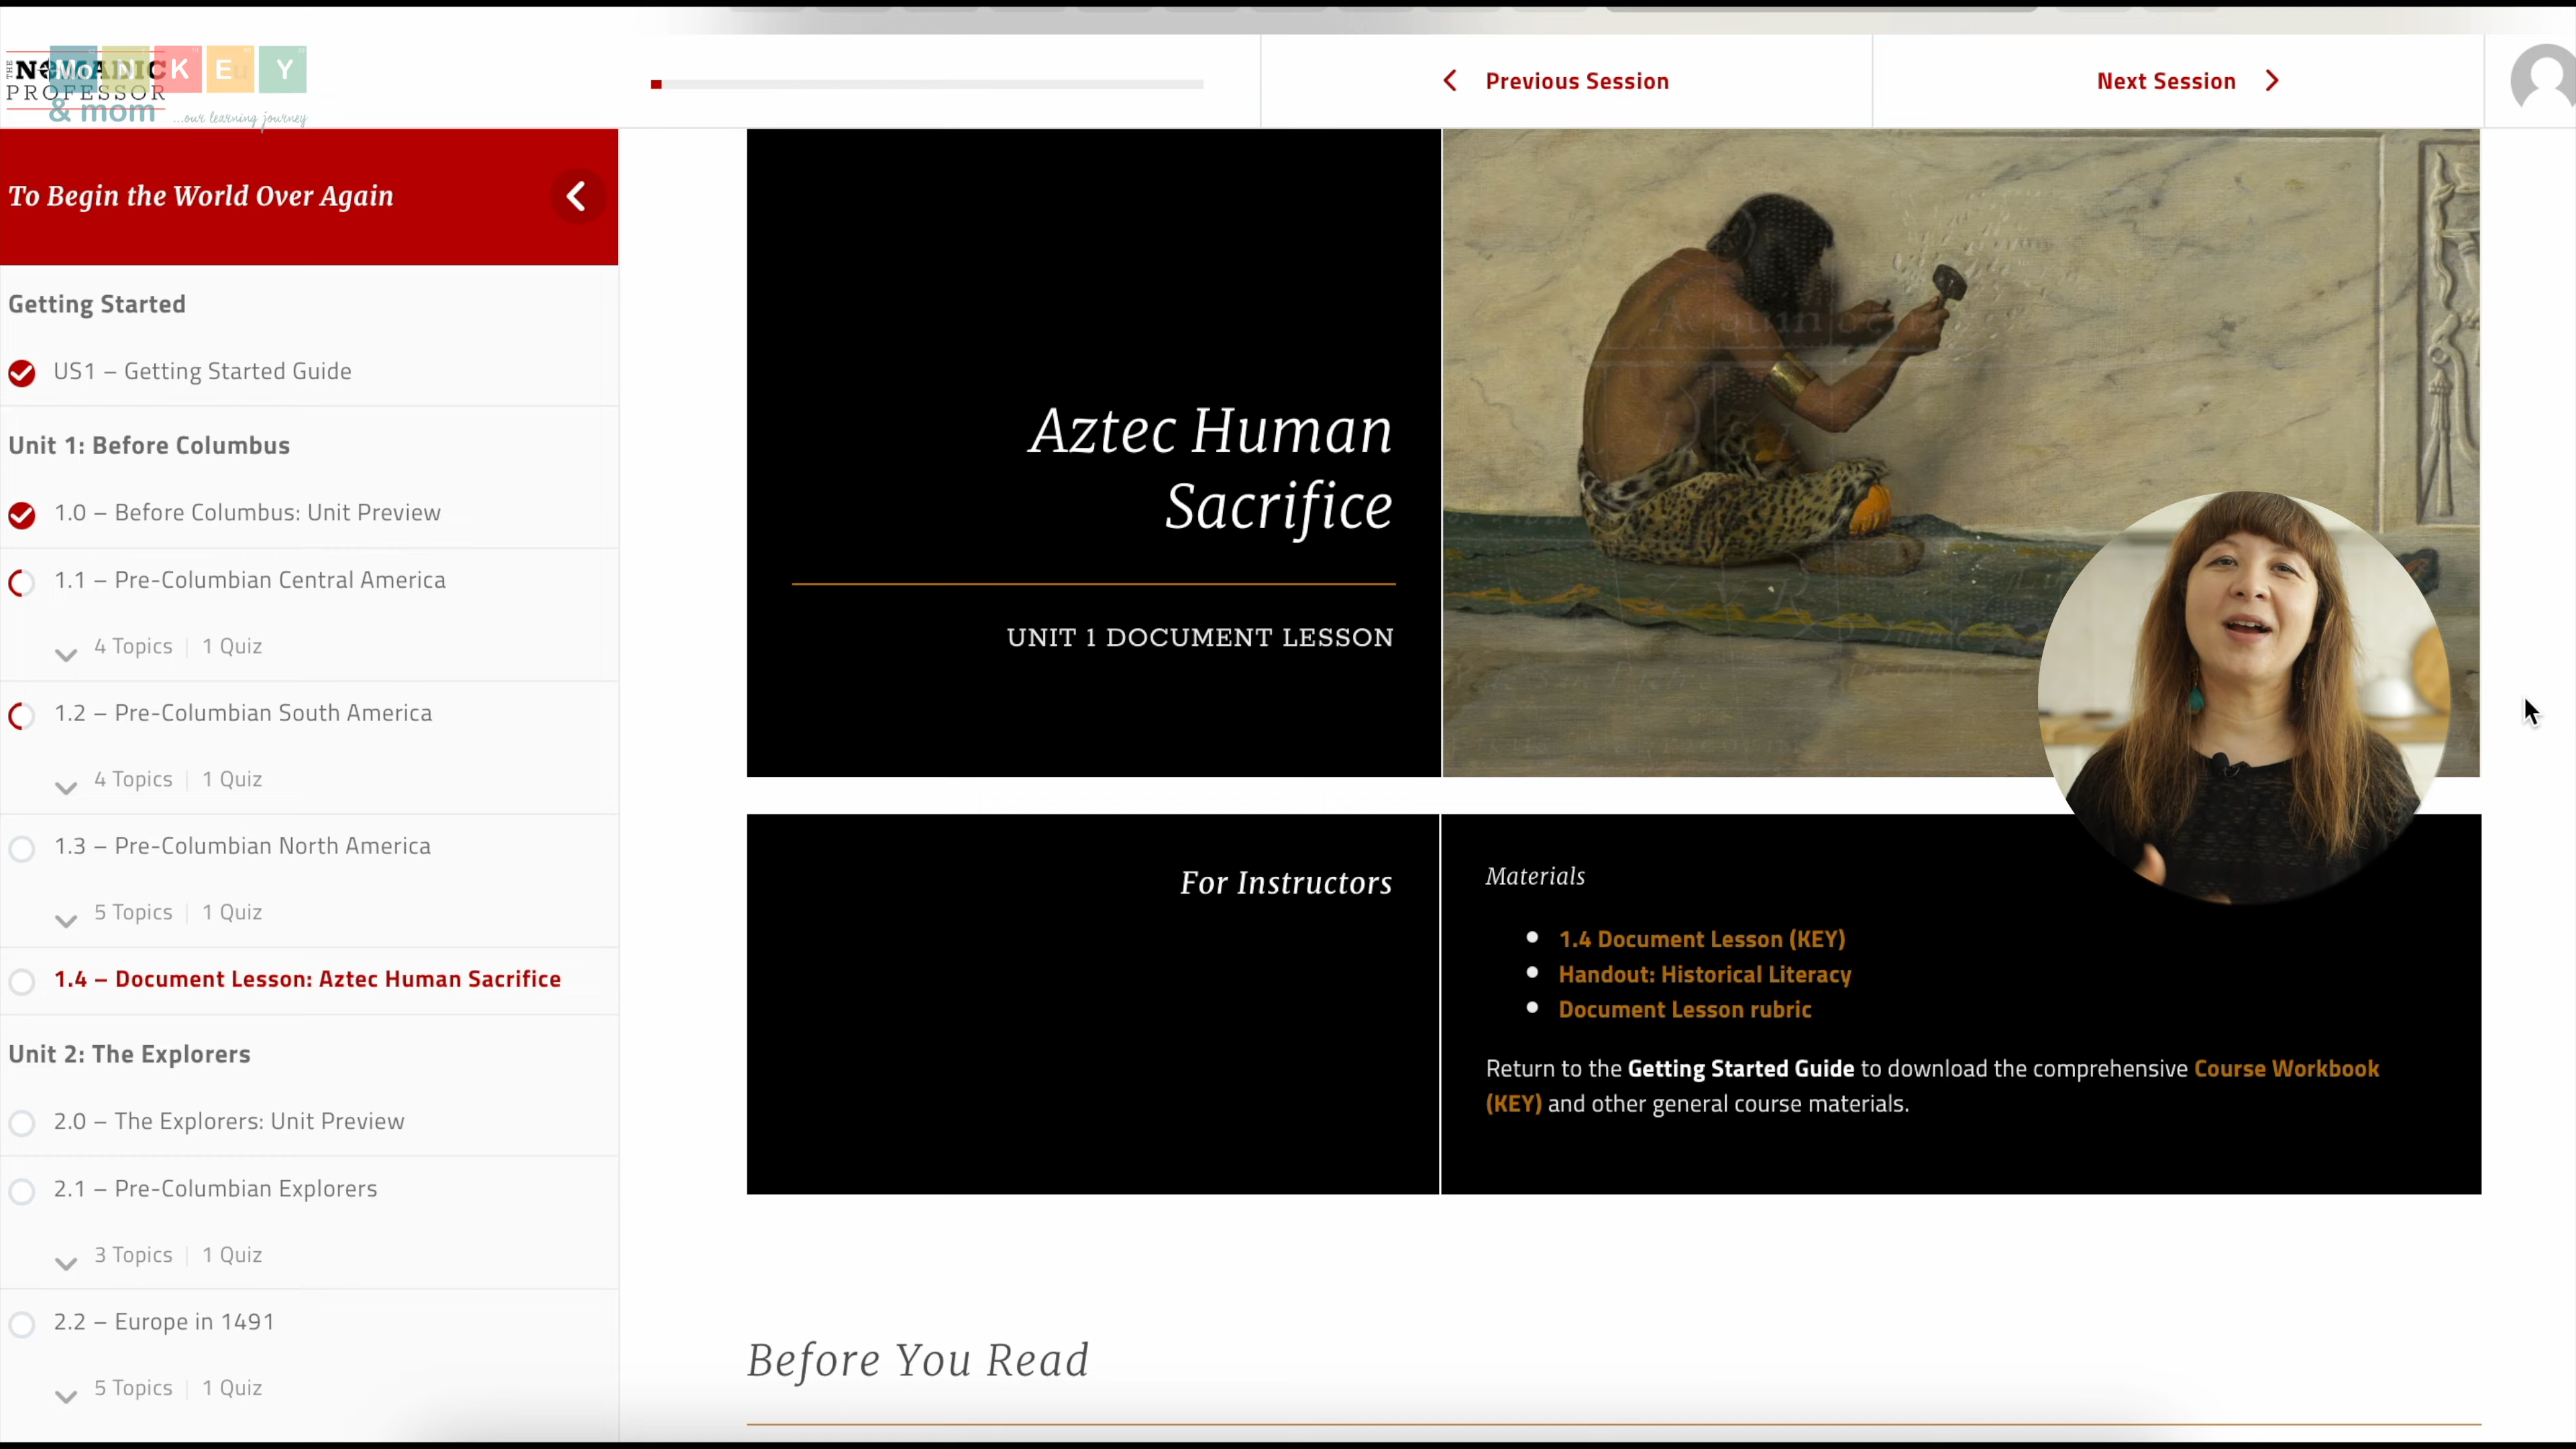 THE
PROFESSOR
Mo N K E Y
& mom ...our learning journey
Previous Session
Next Session
To Begin the World Over Again
Getting Started
US1 – Getting Started Guide
Unit 1: Before Columbus
1.0 – Before Columbus: Unit Preview
1.1 – Pre-Columbian Central America
4 Topics | 1 Quiz
1.2 – Pre-Columbian South America
4 Topics | 1 Quiz
1.3 – Pre-Columbian North America
5 Topics | 1 Quiz
1.4 – Document Lesson: Aztec Human Sacrifice
Unit 2: The Explorers
2.0 – The Explorers: Unit Preview
2.1 – Pre-Columbian Explorers
3 Topics | 1 Quiz
2.2 – Europe in 1491
5 Topics | 1 Quiz
Aztec Human
Sacrifice
UNIT 1 DOCUMENT LESSON
For Instructors
Materials
1.4 Document Lesson (KEY)
Handout: Historical Literacy
Document Lesson rubric
Return to the Getting Started Guide to download the comprehensive Course Workbook
(KEY) and other general course materials.
Before You Read